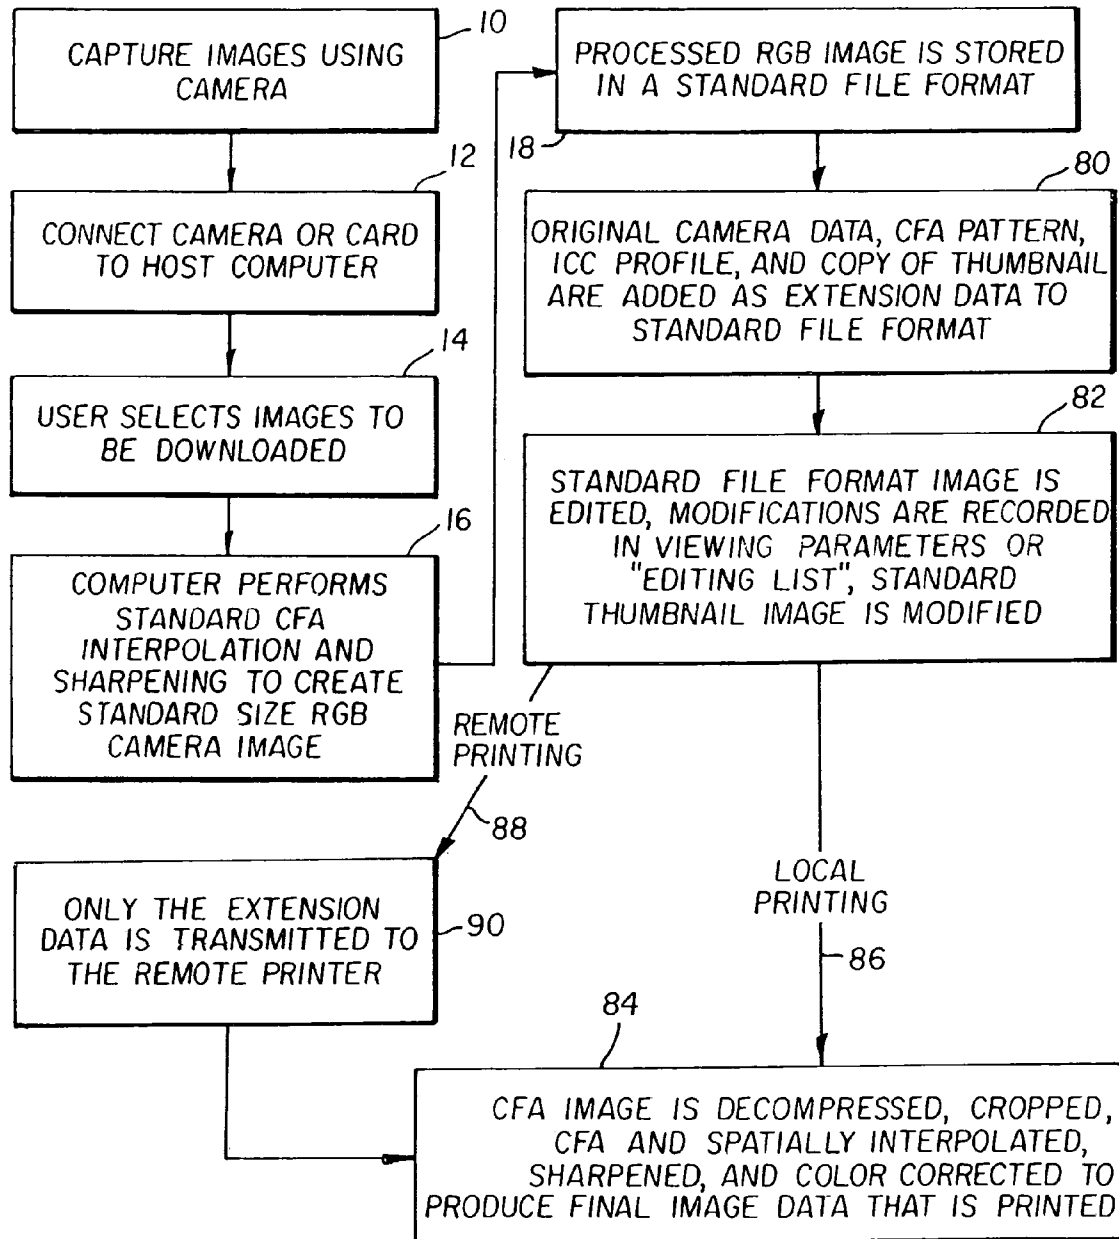 10
CAPTURE IMAGES USING
CAMERA
12
CONNECT CAMERA OR CARD
TO HOST COMPUTER
14
USER SELECTS IMAGES TO
BE DOWNLOADED
16
COMPUTER PERFORMS
STANDARD CFA
INTERPOLATION AND
SHARPENING TO CREATE
STANDARD SIZE RGB
CAMERA IMAGE
PROCESSED RGB IMAGE IS STORED
IN A STANDARD FILE FORMAT
18
80
ORIGINAL CAMERA DATA, CFA PATTERN,
ICC PROFILE, AND COPY OF THUMBNAIL
ARE ADDED AS EXTENSION DATA TO
STANDARD FILE FORMAT
82
STANDARD FILE FORMAT IMAGE IS
EDITED, MODIFICATIONS ARE RECORDED
IN VIEWING PARAMETERS OR
"EDITING LIST", STANDARD
THUMBNAIL IMAGE IS MODIFIED
REMOTE
PRINTING
88
ONLY THE EXTENSION
DATA IS TRANSMITTED TO
THE REMOTE PRINTER
90
LOCAL
PRINTING
86
84
CFA IMAGE IS DECOMPRESSED, CROPPED,
CFA AND SPATIALLY INTERPOLATED,
SHARPENED, AND COLOR CORRECTED TO
PRODUCE FINAL IMAGE DATA THAT IS PRINTED